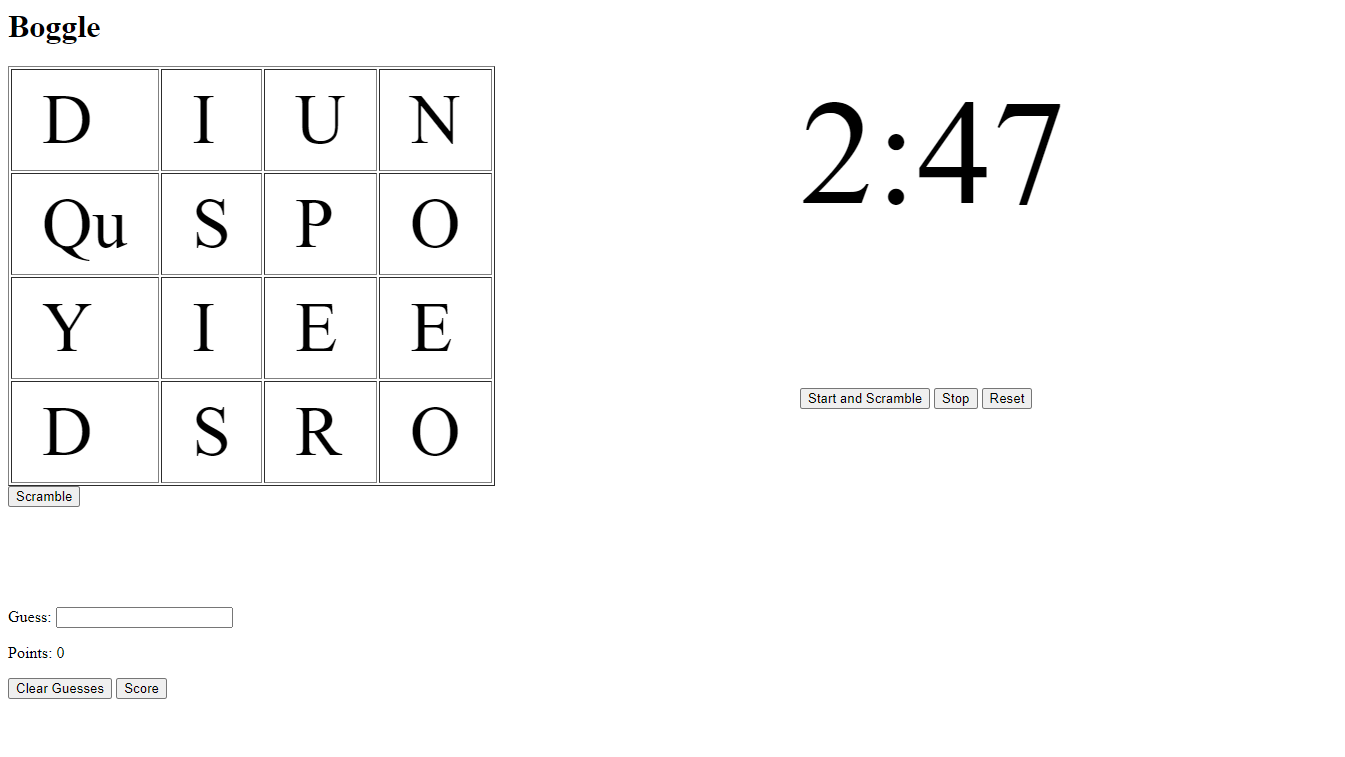 Boggle
D I U N
Qu S P O
Y I E E
D S R O
2:47
Start and Scramble Stop Reset
Scramble
Guess:
Points: 0
Clear Guesses Score